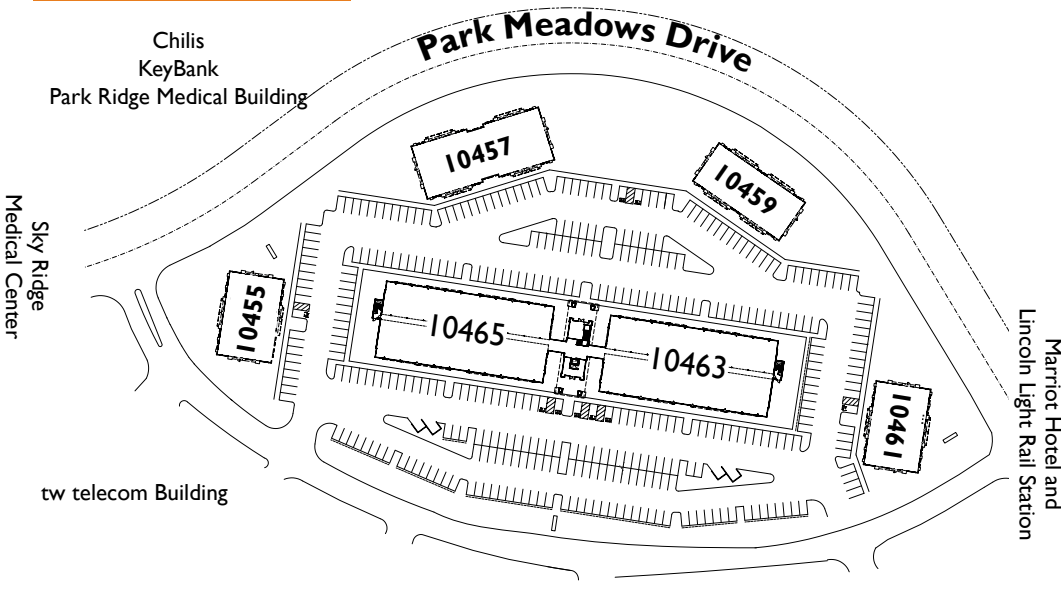 Park Meadows Drive
Chilis
KeyBank
Park Ridge Medical Building
10457
10459
Sky Ridge
Medical Center
10455
10465
10463
10461
Marriot Hotel and
Lincoln Light Rail Station
tw telecom Building